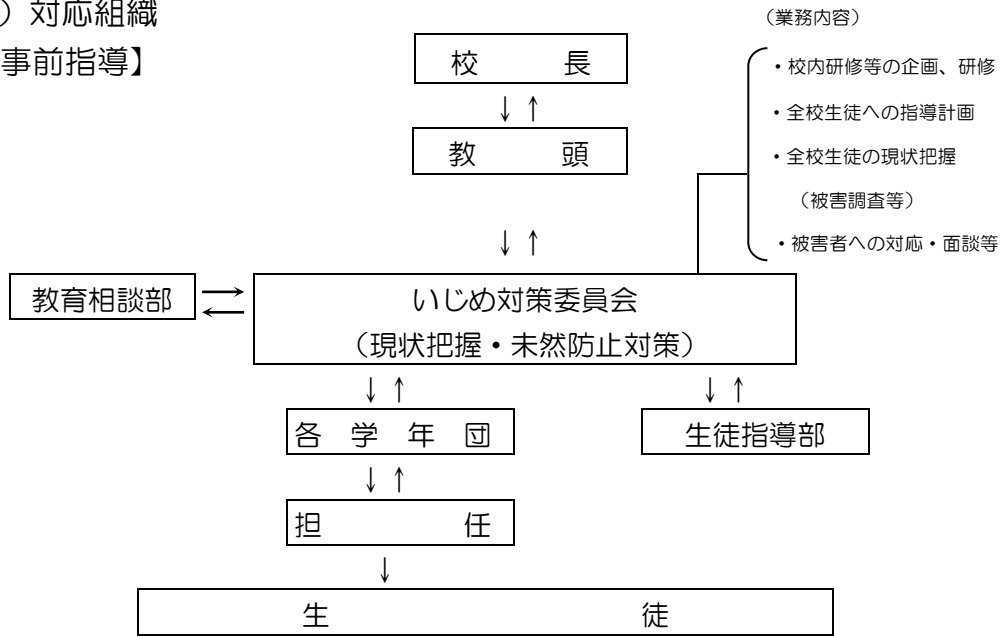 ）対応組織
事前指導】
（業務内容）
・校内研修等の企画、研修
・全校生徒への指導計画
・全校生徒の現状把握
（被害調査等）
・被害者への対応・面談等
校　　　長
↓↑
教　　　頭
↓↑
教育相談部
→
←
いじめ対策委員会
（現状把握・未然防止対策）
↓↑
↓↑
各　学　年　団
生徒指導部
↓↑
担　　　　　任
↓
生　　　　　　　　　　　徒